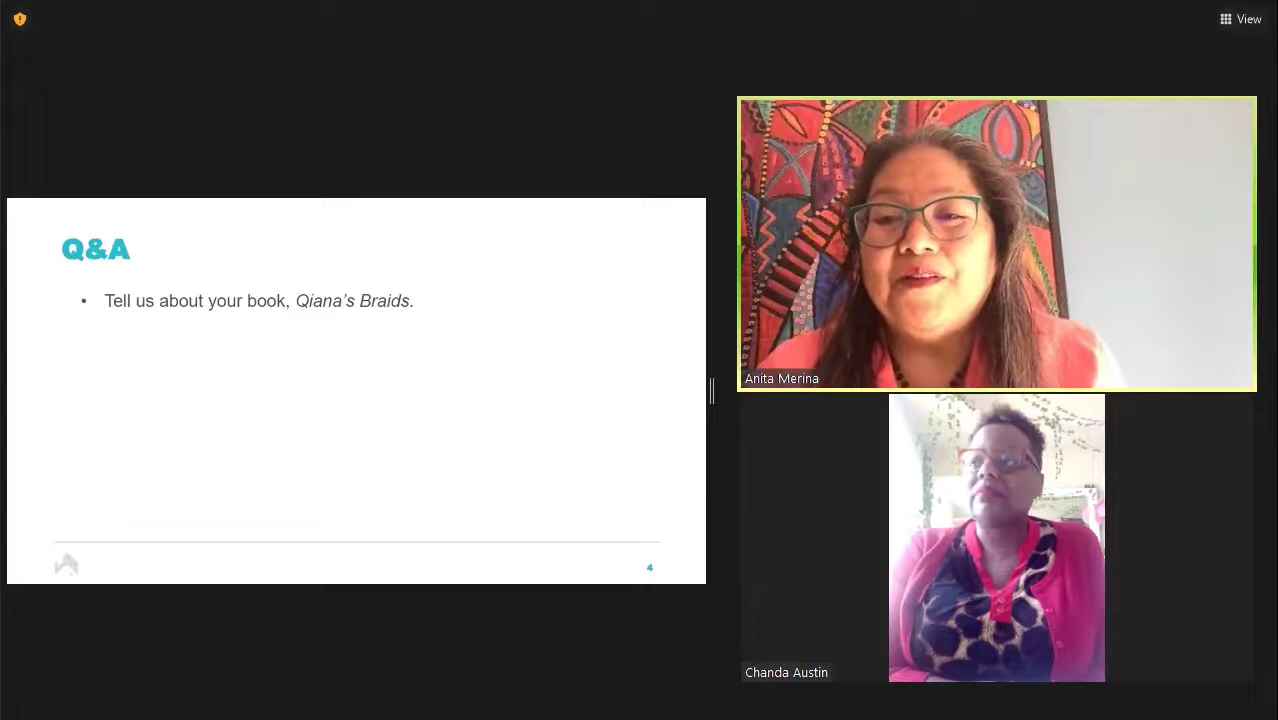 View
Q&A
• Tell us about your book, Qiana's Braids.
4
Anita Merina
Chanda Austin